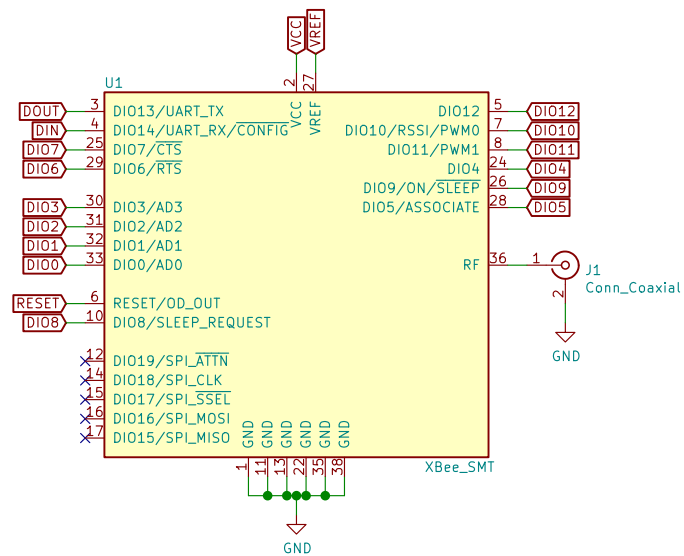 VCC
VREF
U1
2
27
VCC
VREF
DOUT 3 DIO13/UART_TX
DIN 4 DIO14/UART_RX/CONFIG
DIO7 25 DIO7/CTS
DIO6 29 DIO6/RTS
DIO3 30 DIO3/AD3
DIO2 31 DIO2/AD2
DIO1 32 DIO1/AD1
DIO0 33 DIO0/AD0
RESET 6 RESET/OD_OUT
DIO8 10 DIO8/SLEEP_REQUEST
12 DIO19/SPI_ATTN
14 DIO18/SPI_CLK
15 DIO17/SPI_SSEL
16 DIO16/SPI_MOSI
17 DIO15/SPI_MISO
DIO12 5 DIO12
DIO10/RSSI/PWM0 7 DIO10
DIO11/PWM1 8 DIO11
DIO4 24 DIO4
DIO9/ON/SLEEP 26 DIO9
DIO5/ASSOCIATE 28 DIO5
RF 36 1
J1
Conn_Coaxial
2
GND
GND GND GND GND GND GND
1 11 13 22 35 38
XBee_SMT
GND